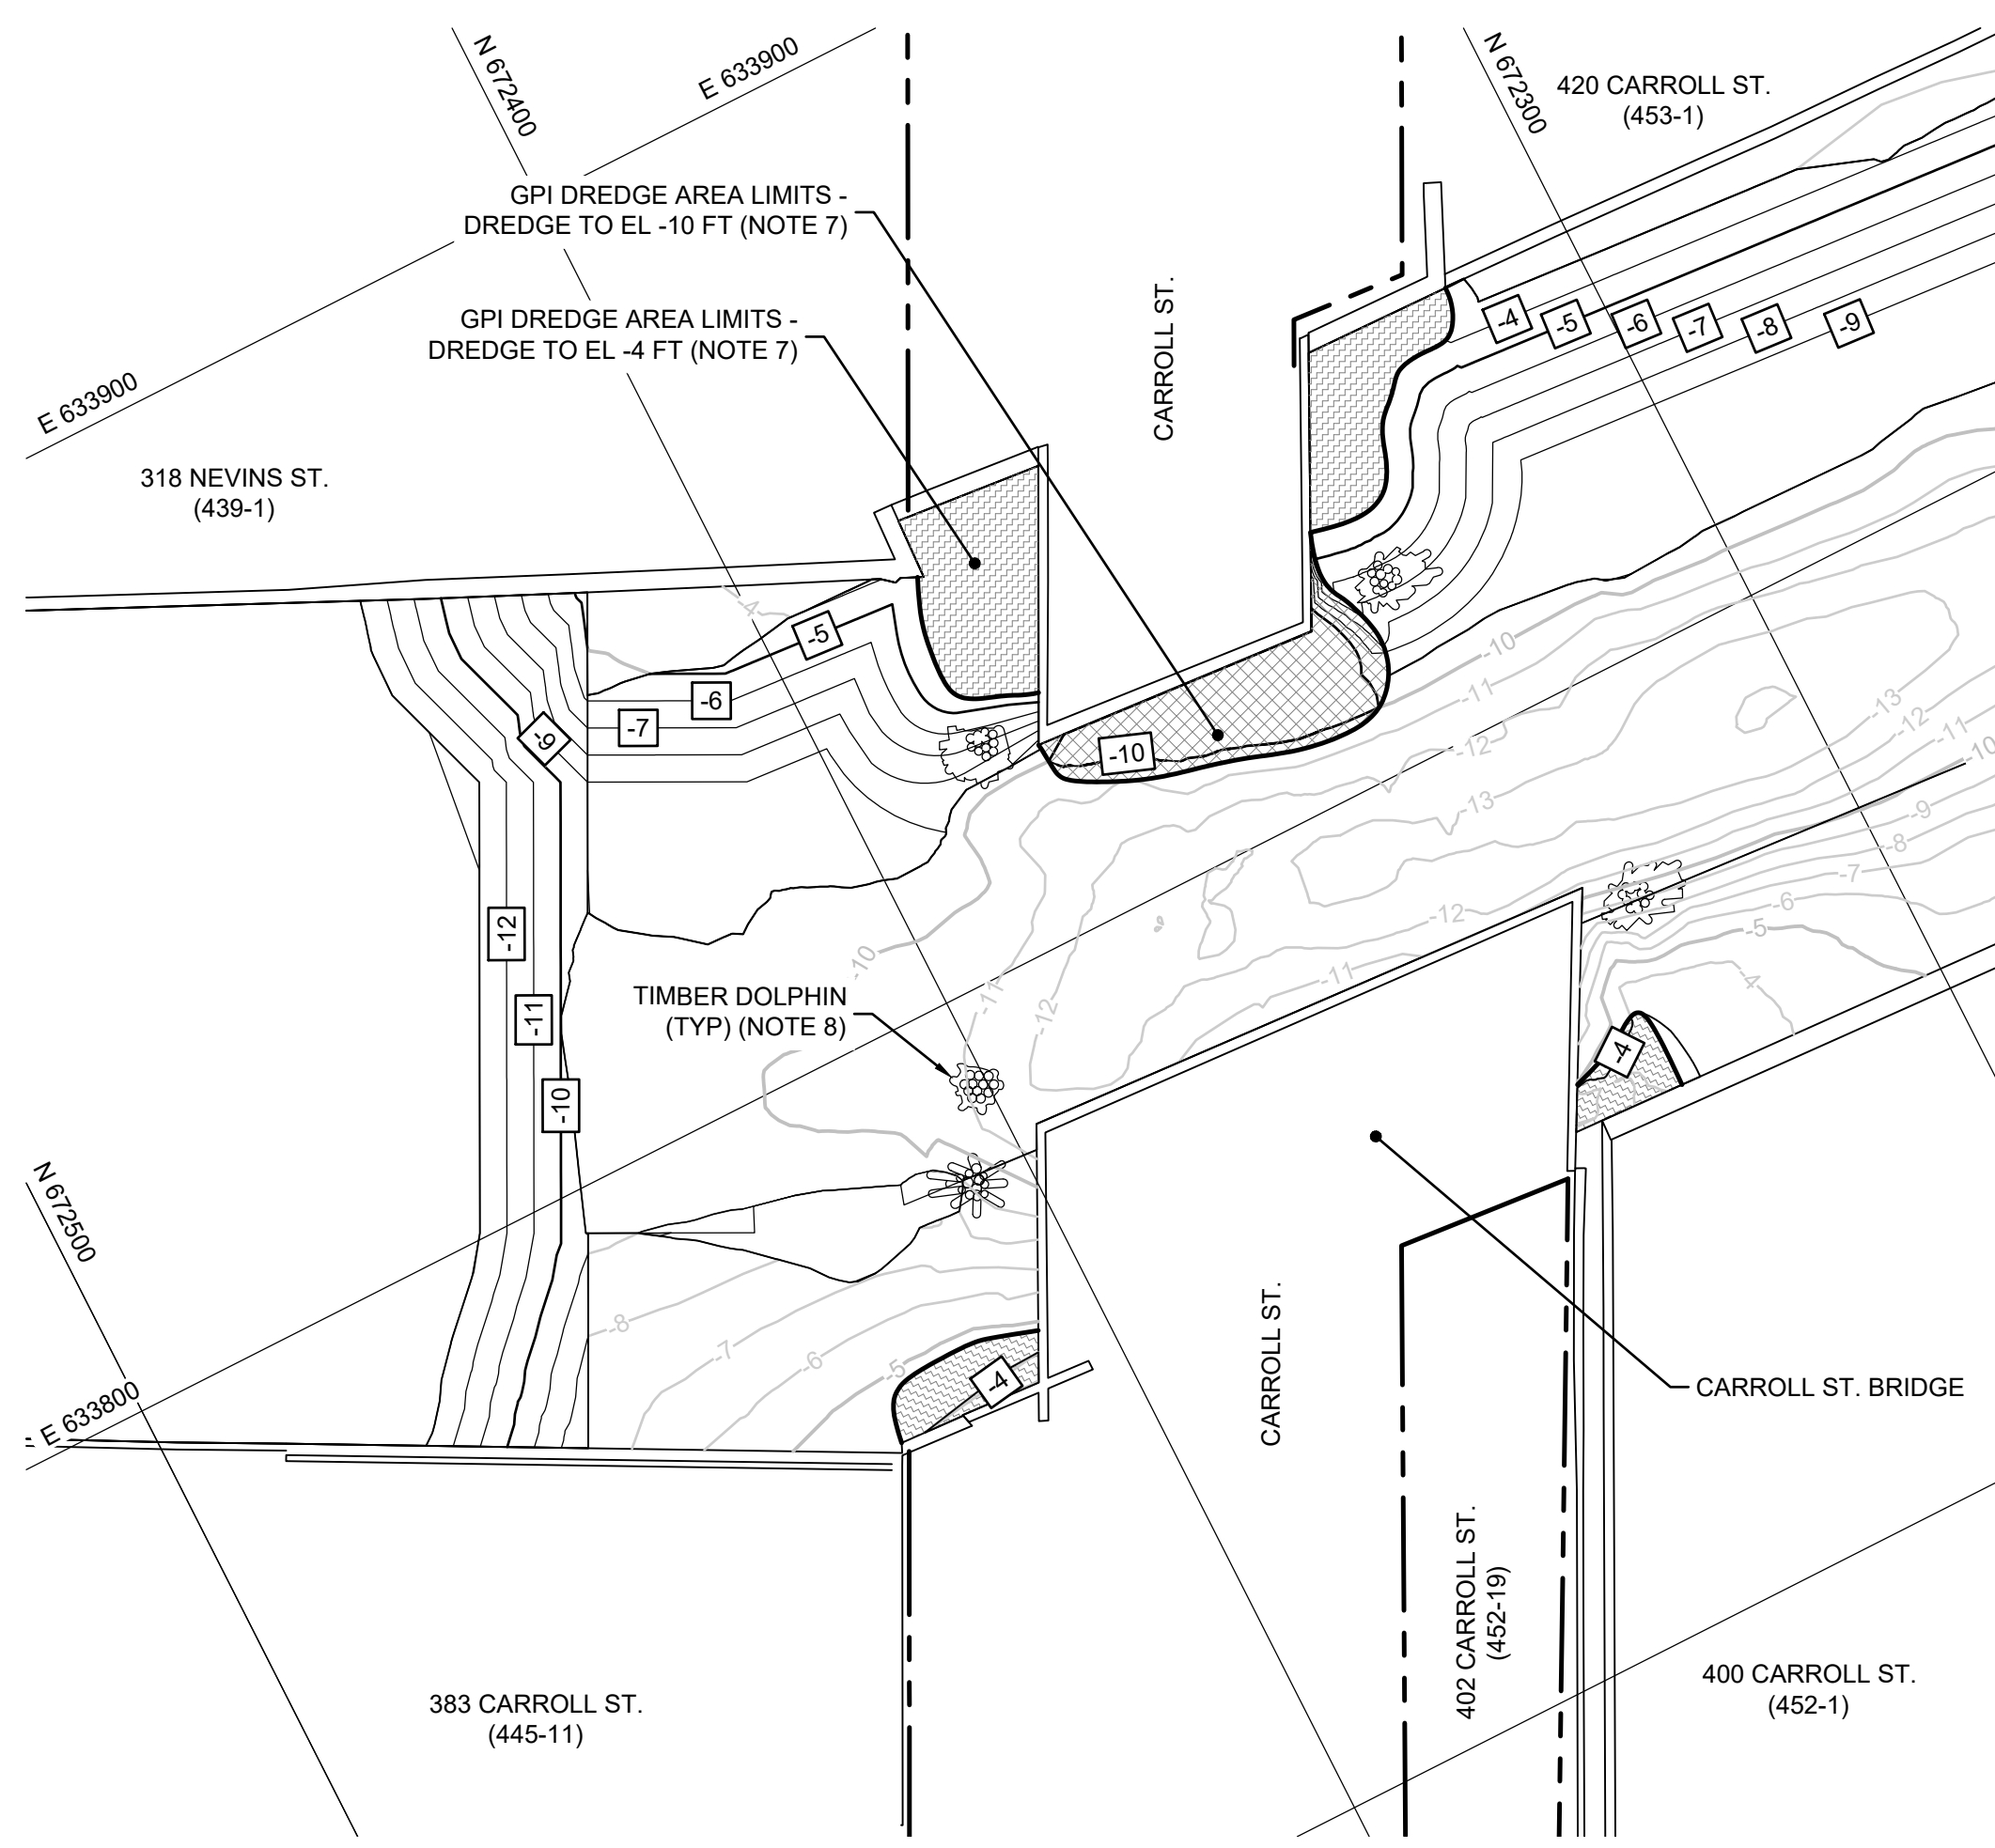 N 672400
E 633900
N 672300
420 CARROLL ST.
(453-1)
GPI DREDGE AREA LIMITS -
DREDGE TO EL -10 FT (NOTE 7)
GPI DREDGE AREA LIMITS -
DREDGE TO EL -4 FT (NOTE 7)
CARROLL ST.
-4
-5
-6
-7
-8
-9
E 633900
318 NEVINS ST.
(439-1)
-4
-5
-6
-7
-9
-10
-10
-11
-12
-13
-13
-12
-11
-10
-9
-8
-7
-6
-5
-4
-12
-11
-12
-11
-10
-10
-11
-12
TIMBER DOLPHIN
(TYP) (NOTE 8)
-4
N 672500
E 633800
-8
-7
-6
-5
-4
CARROLL ST.
CARROLL ST. BRIDGE
402 CARROLL ST.
(452-19)
383 CARROLL ST.
(445-11)
400 CARROLL ST.
(452-1)